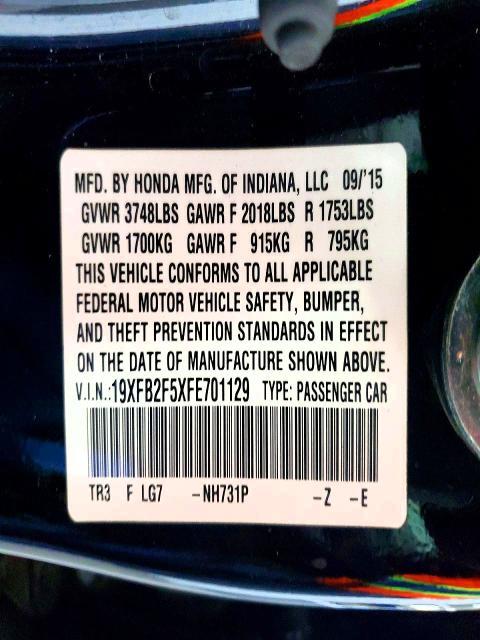 MFD. BY HONDA MFG. OF INDIANA, LLC 09/'15
GVWR 3748LBS GAWR F 2018LBS R 1753LBS
GVWR 1700KG GAWR F 915KG R 795KG
THIS VEHICLE CONFORMS TO ALL APPLICABLE
FEDERAL MOTOR VEHICLE SAFETY, BUMPER,
AND THEFT PREVENTION STANDARDS IN EFFECT
ON THE DATE OF MANUFACTURE SHOWN ABOVE.
V.I.N.:19XFB2F5XFE701129 TYPE: PASSENGER CAR
TR3 F LG7 -NH731P -Z -E